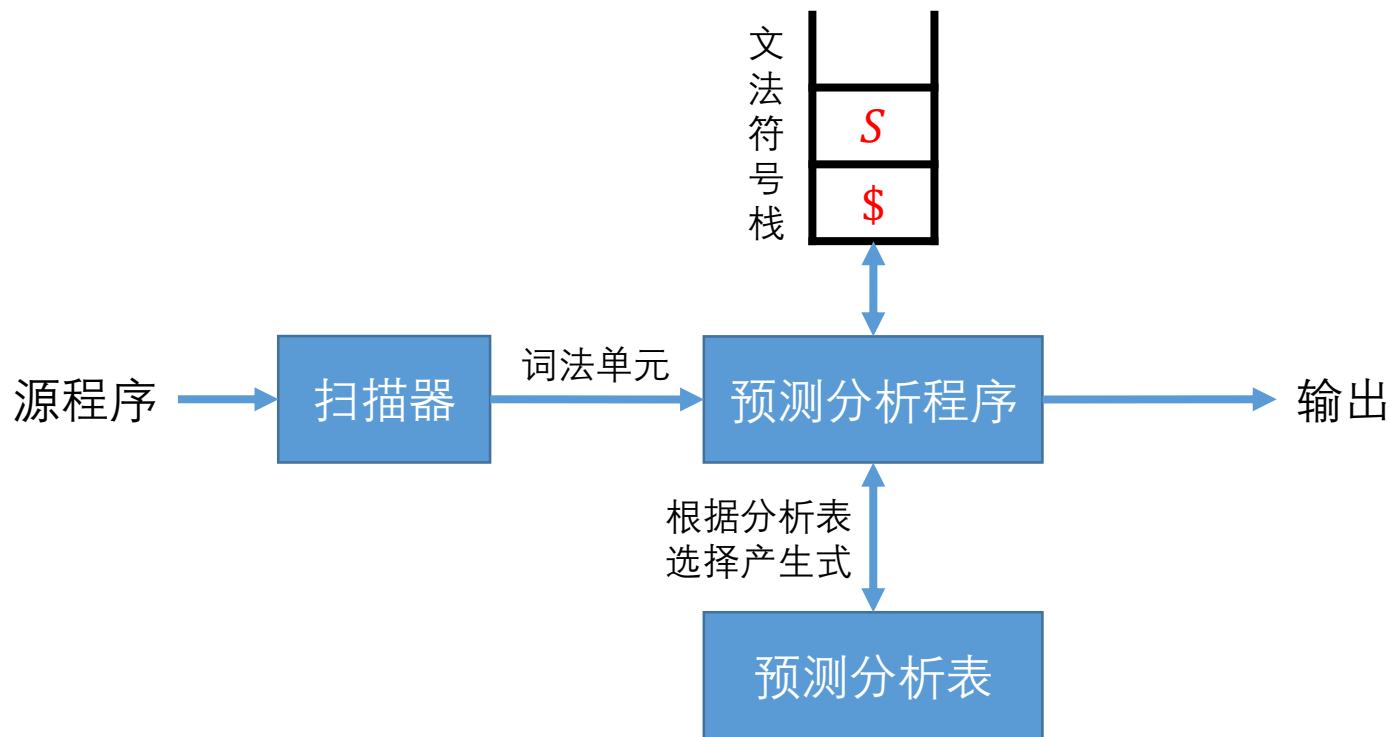 文法符号栈
S
$
源程序
扫描器
词法单元
预测分析程序
输出
根据分析表
选择产生式
预测分析表